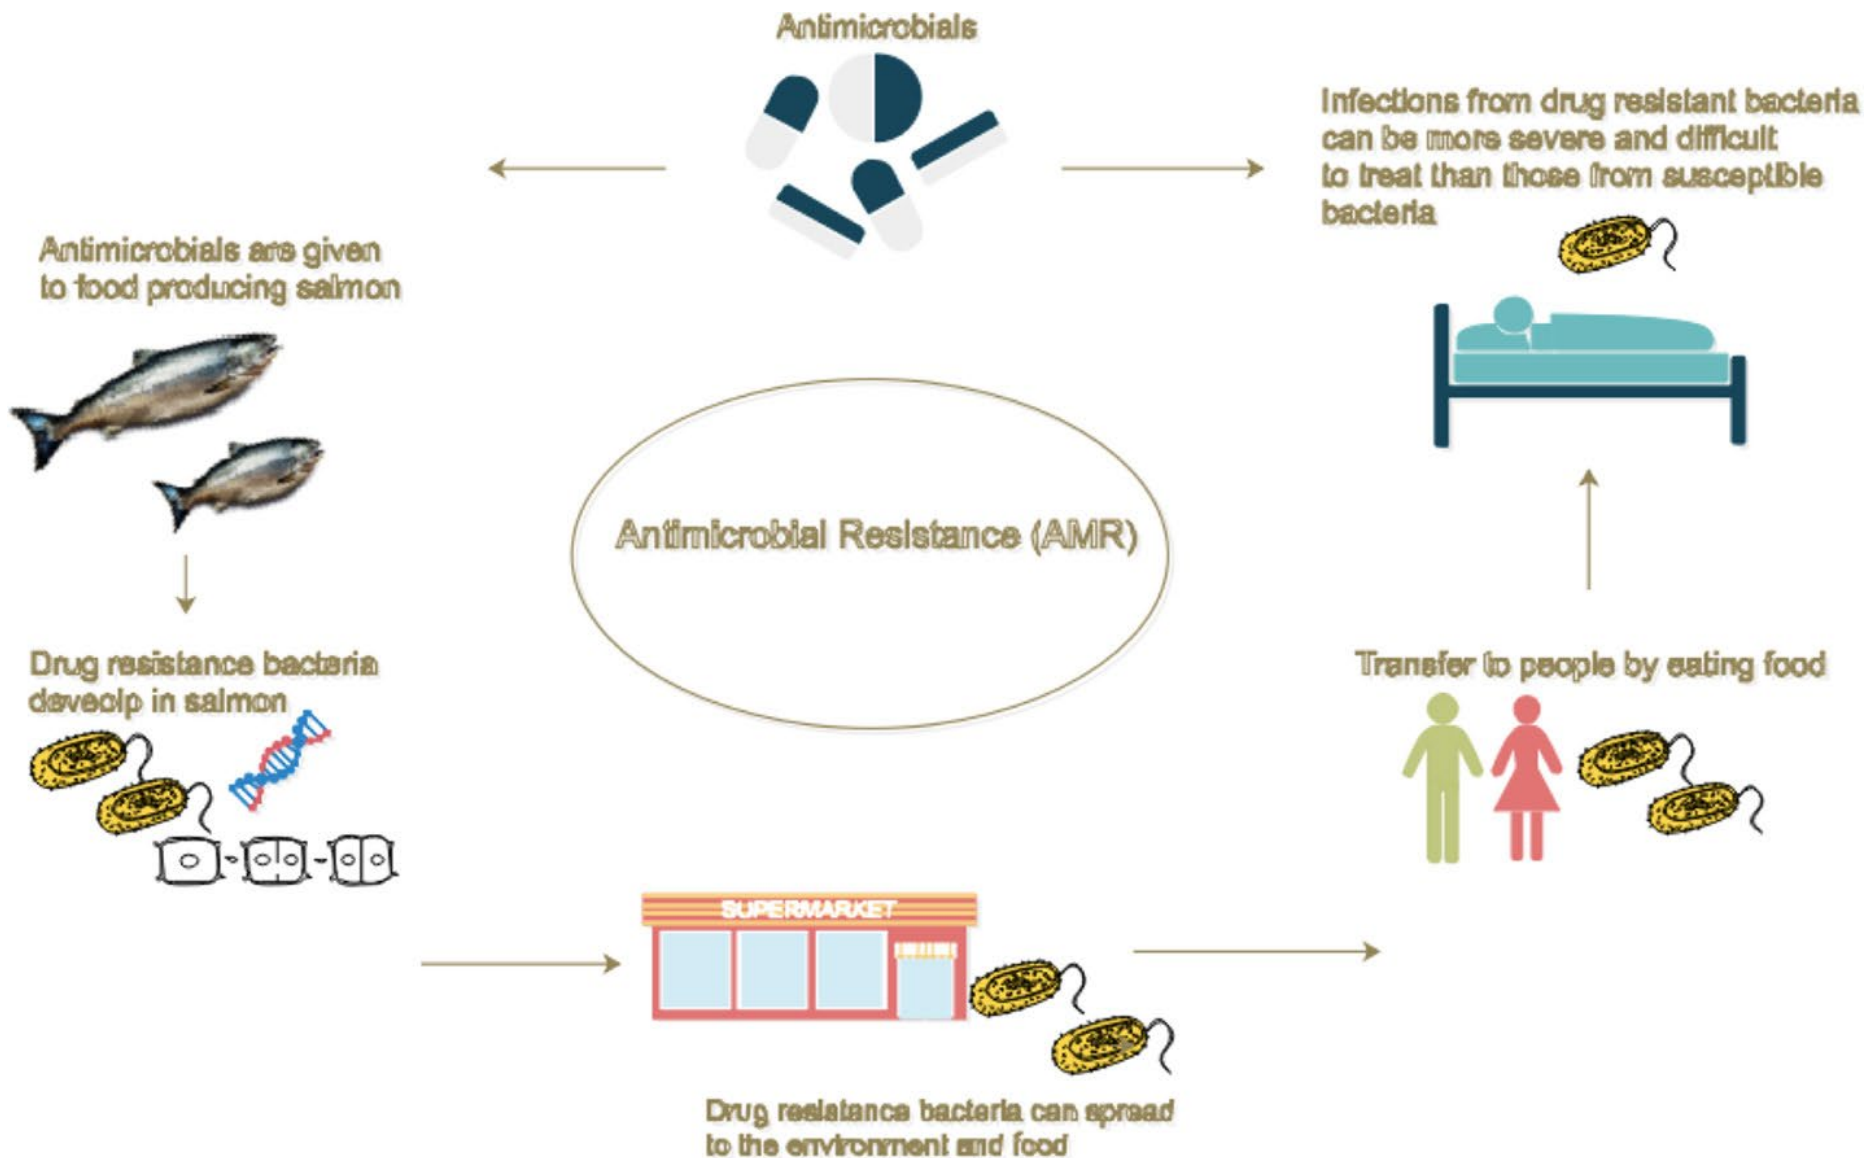 Antimicrobials
Infections from drug resistant bacteria
can be more severe and difficult
to treat than those from susceptible
bacteria
Antimicrobials are given
to food producing salmon
Antimicrobial Resistance (AMR)
Drug resistance bacteria
deveolp in salmon
Transfer to people by eating food
SUPERMARKET
Drug resistance bacteria can spread
to the environment and food